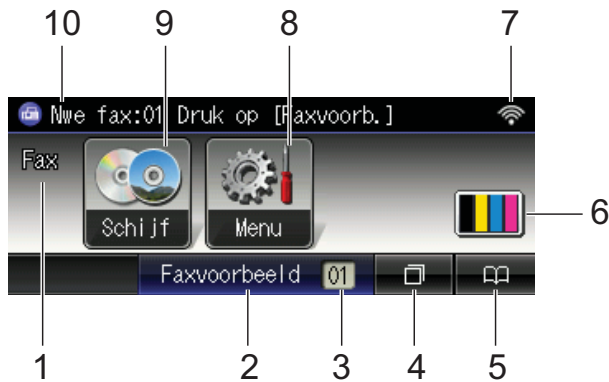 10 9 8 7
Nwe fax:01 Druk op [Faxvoorb.]
Fax
Schijf Menu
6
Faxvoorbeeld 01
1 2 3 4 5